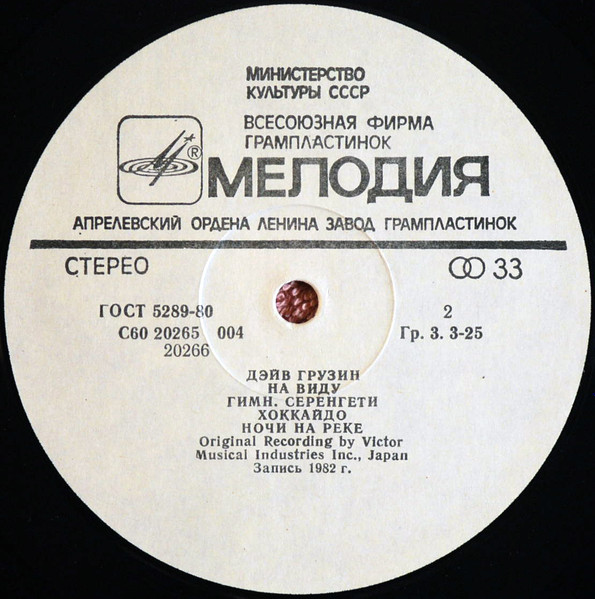 МИНИСТЕРСТВО
КУЛЬТУРЫ СССР
ВСЕСОЮЗНАЯ ФИРМА
ГРАМПЛАСТИНОК
®
МЕЛОДИЯ
АПРЕЛЕВСКИЙ ОРДЕНА ЛЕНИНА ЗАВОД ГРАМПЛАСТИНОК
СТЕРЕО 33
ГОСТ 5289-80 2
С60 20265 004 Гр. 3. 3-25
20266
ДЭЙВ ГРУЗИН
НА ВИДУ
ГИМН. СЕРЕНГЕТИ
ХОККАЙДО
НОЧИ НА РЕКЕ
Original Recording by Victor
Musical Industries Inc., Japan
Запись 1982 г.